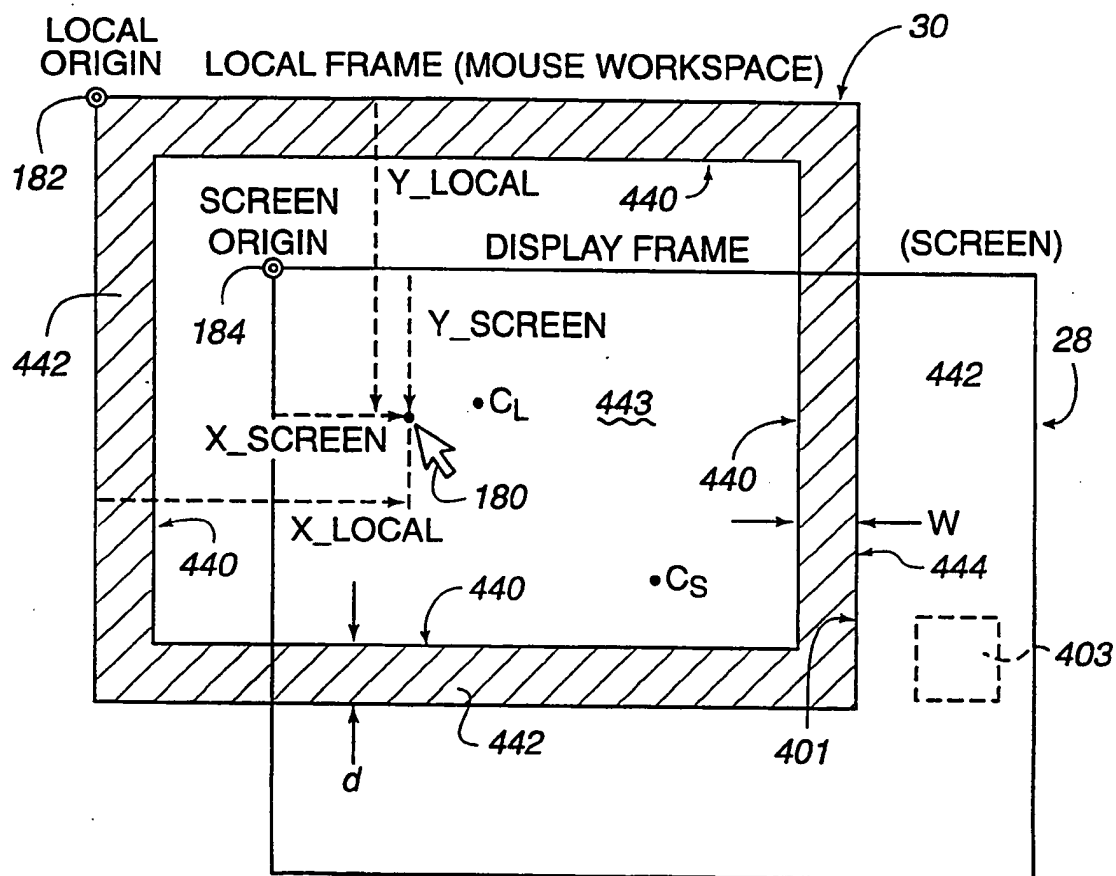 LOCAL
ORIGIN
LOCAL FRAME (MOUSE WORKSPACE)
30
182
Y_LOCAL
440
SCREEN
ORIGIN
DISPLAY FRAME
(SCREEN)
184
442
Y_SCREEN
28
442
C_L
443
X_SCREEN
440
180
X_LOCAL
W
440
444
440
C_S
403
442
401
d